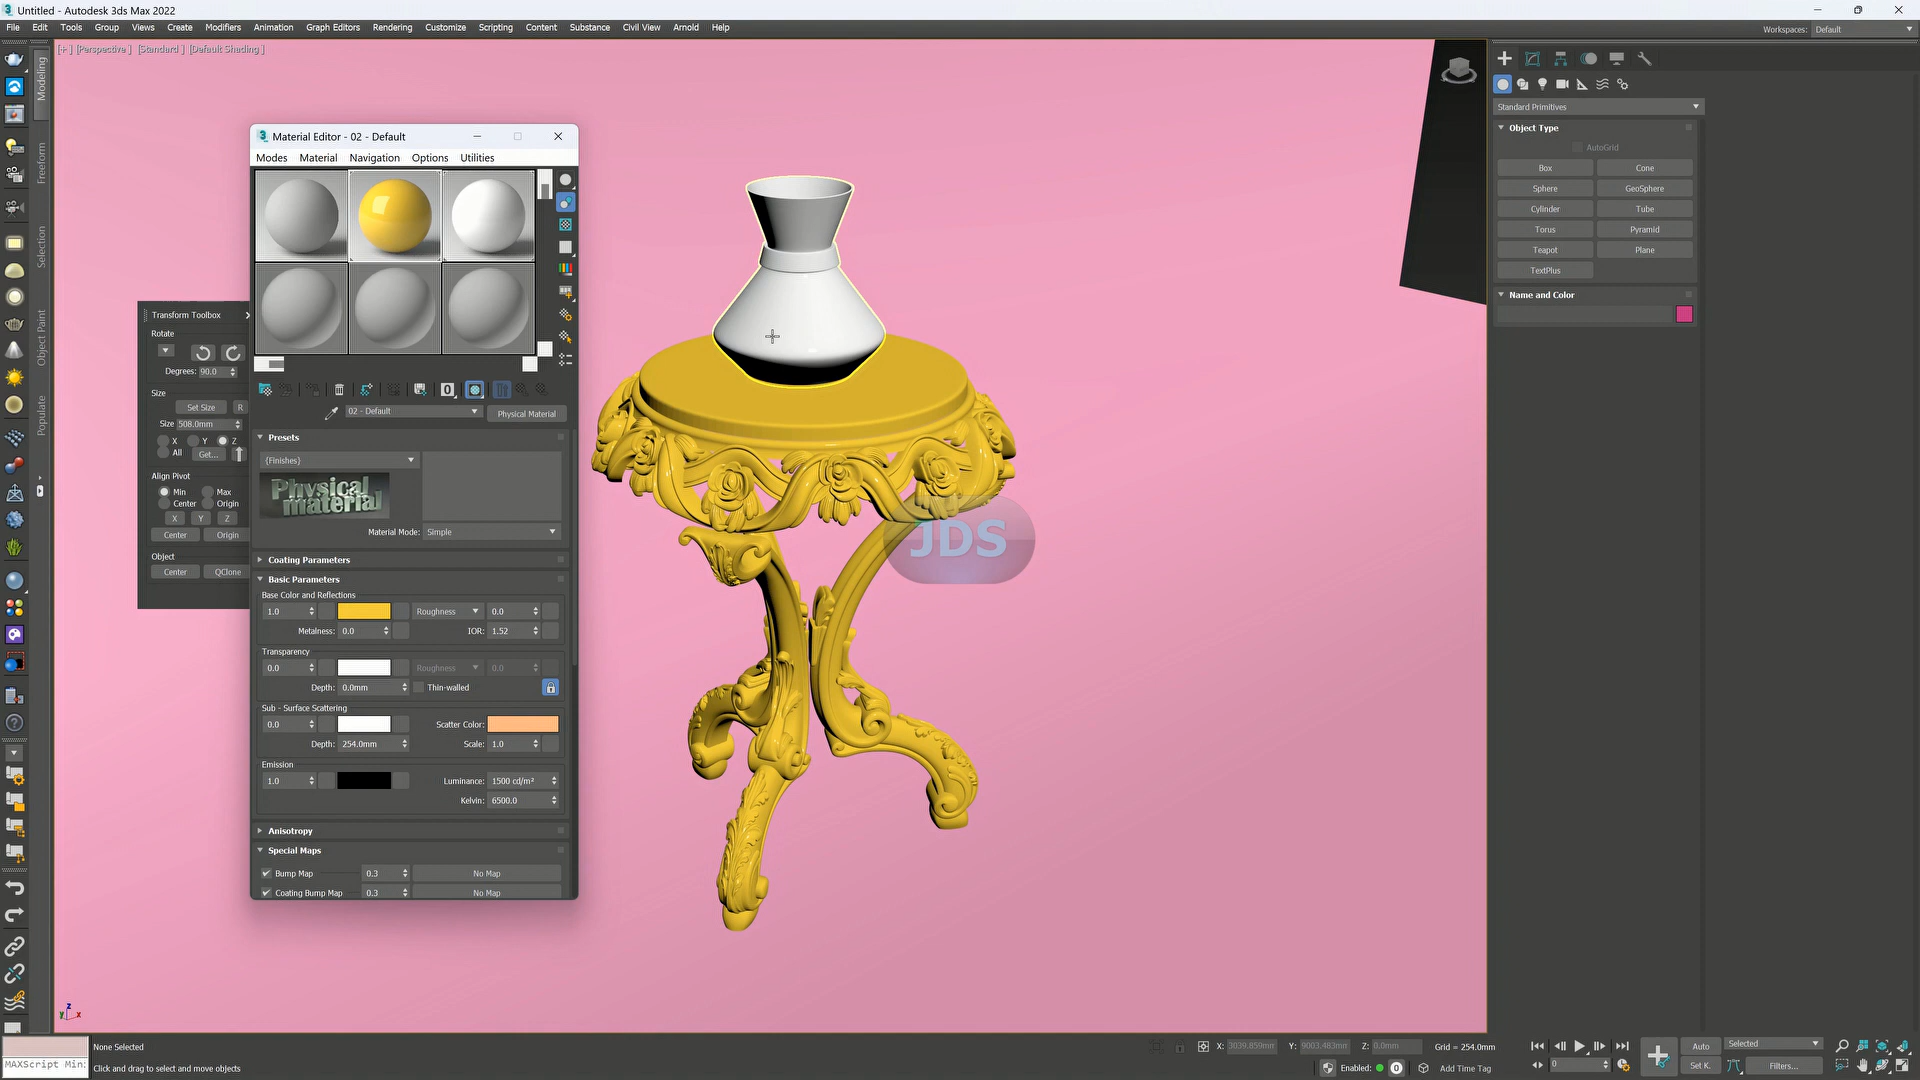 Untitled - Autodesk 3ds Max 2022
File Edit Tools Group Views Create Modifiers Animation Graph Editors Rendering Customize Scripting Content Substance Civil View Arnold Help
Workspaces: Default
[+] [Perspective] [Standard] [Default Shading]
Modeling
Freeform
Selection
Object Paint
Populate
Material Editor - 02 - Default
Modes Material Navigation Options Utilities
02 - Default
Physical Material
Presets
{Finishes}
Physical
material
Material Mode: Simple
Coating Parameters
Basic Parameters
Base Color and Reflections
1.0 Roughness 0.0
Metalness: 0.0 IOR: 1.52
Transparency
0.0 Roughness 0.0
Depth: 0.0mm Thin-walled
Sub - Surface Scattering
0.0 Scatter Color:
Depth: 254.0mm Scale: 1.0
Emission
1.0 Luminance: 1500 cd/m²
Kelvin: 6500.0
Anisotropy
Special Maps
Bump Map 0.3 No Map
Coating Bump Map 0.3 No Map
Transform Toolbox
Rotate
Degrees: 90.0
Size
Set Size R
Size 508.0mm
X Y Z
All Get...
Align Pivot
Min Max
Center Origin
X Y Z
Center Origin
Object
Center QClone
JDS
Standard Primitives
Object Type
AutoGrid
Box Cone
Sphere GeoSphere
Cylinder Tube
Torus Pyramid
Teapot Plane
TextPlus
Name and Color
z
y x
None Selected
MAXScript Min
Click and drag to select and move objects
X: 3039.859mm Y: 9003.483mm Z: 0.0mm Grid = 254.0mm
Enabled: 0 Add Time Tag
0
Auto Selected
Set K. Filters...